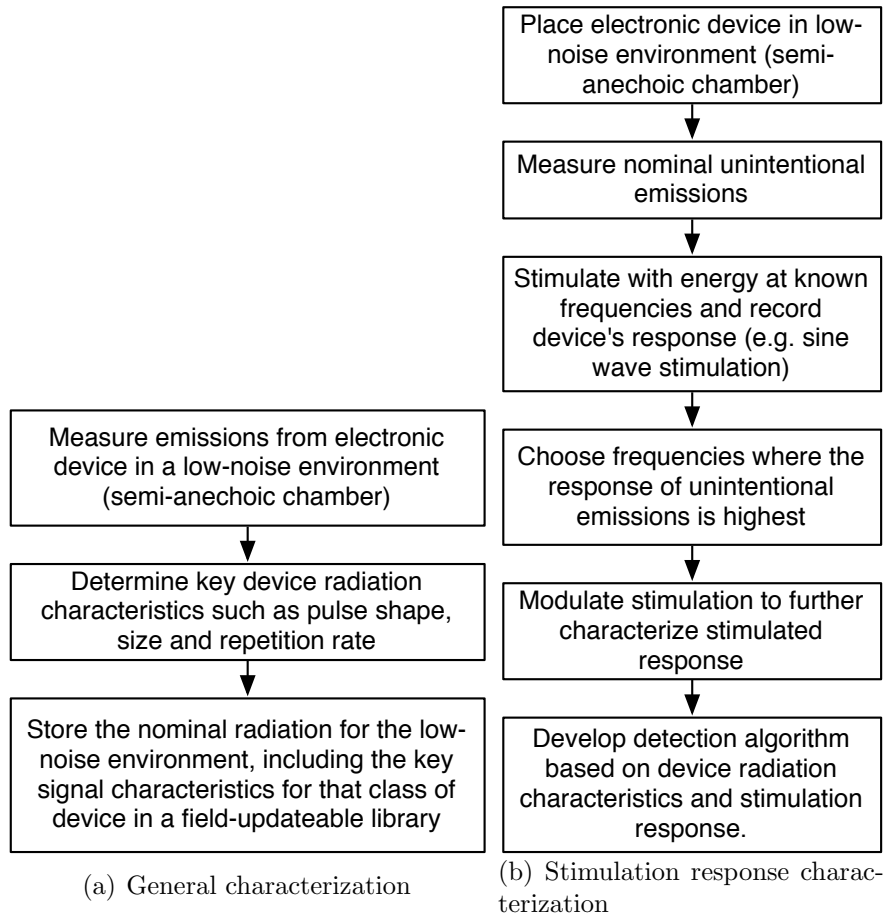 Measure emissions from electronic
device in a low-noise environment
(semi-anechoic chamber)
Determine key device radiation
characteristics such as pulse shape,
size and repetition rate
Store the nominal radiation for the low-
noise environment, including the key
signal characteristics for that class of
device in a field-updateable library
(a) General characterization
Place electronic device in low-
noise environment (semi-
anechoic chamber)
Measure nominal unintentional
emissions
Stimulate with energy at known
frequencies and record
device's response (e.g. sine
wave stimulation)
Choose frequencies where the
response of unintentional
emissions is highest
Modulate stimulation to further
characterize stimulated
response
Develop detection algorithm
based on device radiation
characteristics and stimulation
response.
(b) Stimulation response charac-
terization